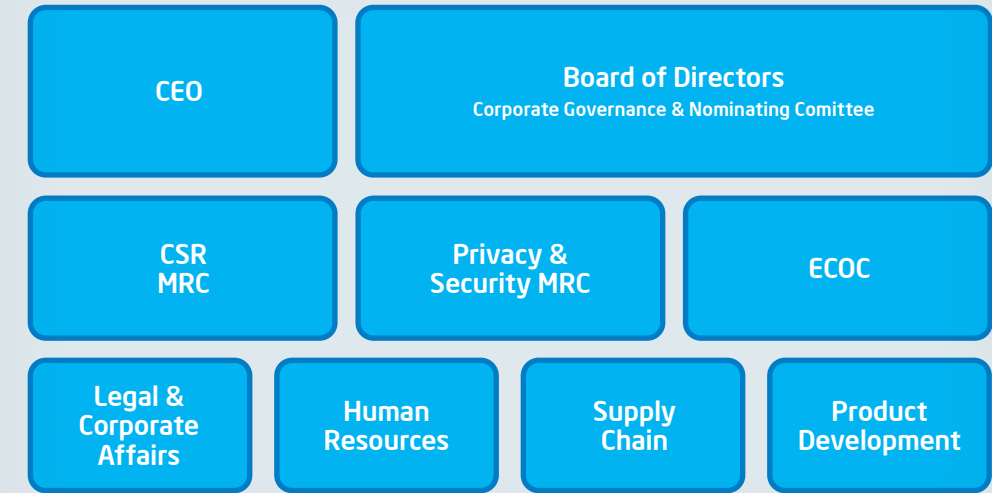 CEO
Board of Directors
Corporate Governance & Nominating Comittee
CSR
MRC
Privacy &
Security MRC
ECOC
Legal &
Corporate
Affairs
Human
Resources
Supply
Chain
Product
Development